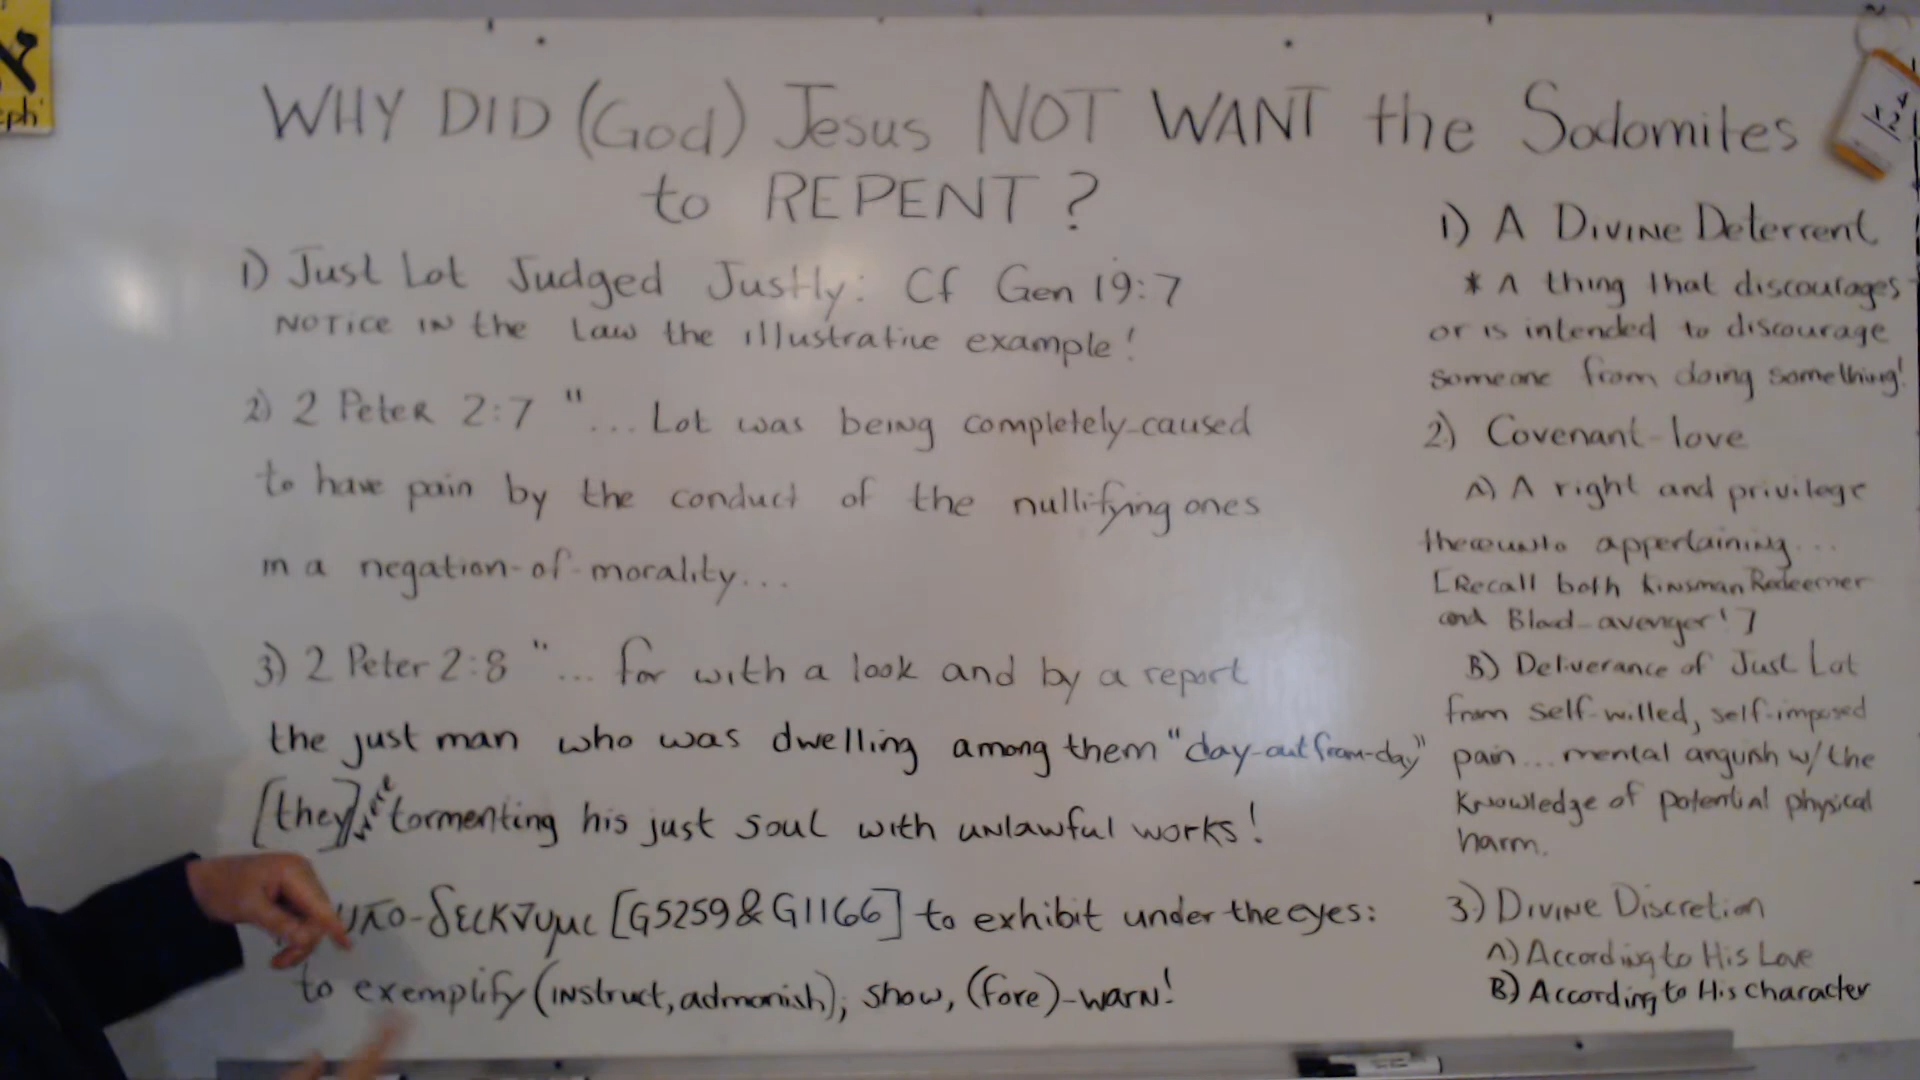 א
WHY DID (God) Jesus NOT WANT the Sodomites
to REPENT?
1) Just Lot Judged Justly: Cf Gen 19:7
NOTICE IN the Law the illustrative example!
2) 2 Peter 2:7 "... Lot was being completely-caused
to have pain by the conduct of the nullifying ones
in a negation-of-morality...
3) 2 Peter 2:8 "... for with a look and by a report
the just man who was dwelling among them "day-out from-day"
[they] were tormenting his just soul with unlawful works!
υπο-δεικνυμι [G5259 & G1166] to exhibit under the eyes:
to exemplify (instruct, admonish); show, (fore)-warn!
1) A Divine Deterrent
* A thing that discourages
or is intended to discourage
someone from doing something!
2) Covenant-love
A) A right and privilege
thereunto appertaining...
[Recall both Kinsman Redeemer
and Blood-avenger!]
B) Deliverance of Just Lot
from self-willed, self-imposed
pain... mental anguish w/ the
knowledge of potential physical
harm.
3.) Divine Discretion
A) According to His Love
B) According to His character